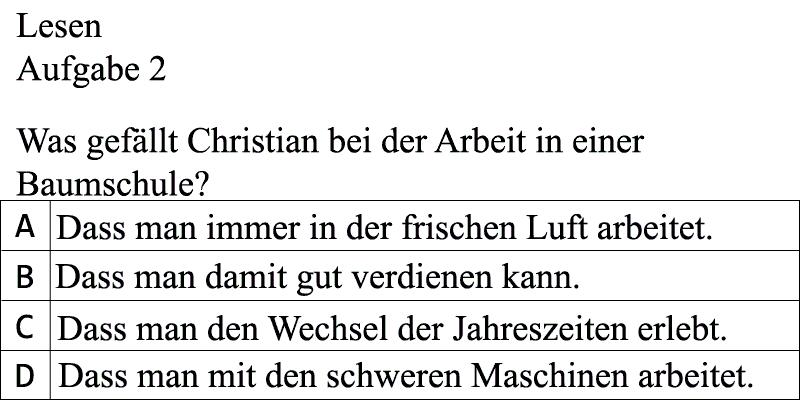 Lesen
Aufgabe 2
Was gefällt Christian bei der Arbeit in einer
Baumschule?
A Dass man immer in der frischen Luft arbeitet.
B Dass man damit gut verdienen kann.
C Dass man den Wechsel der Jahreszeiten erlebt.
D Dass man mit den schweren Maschinen arbeitet.